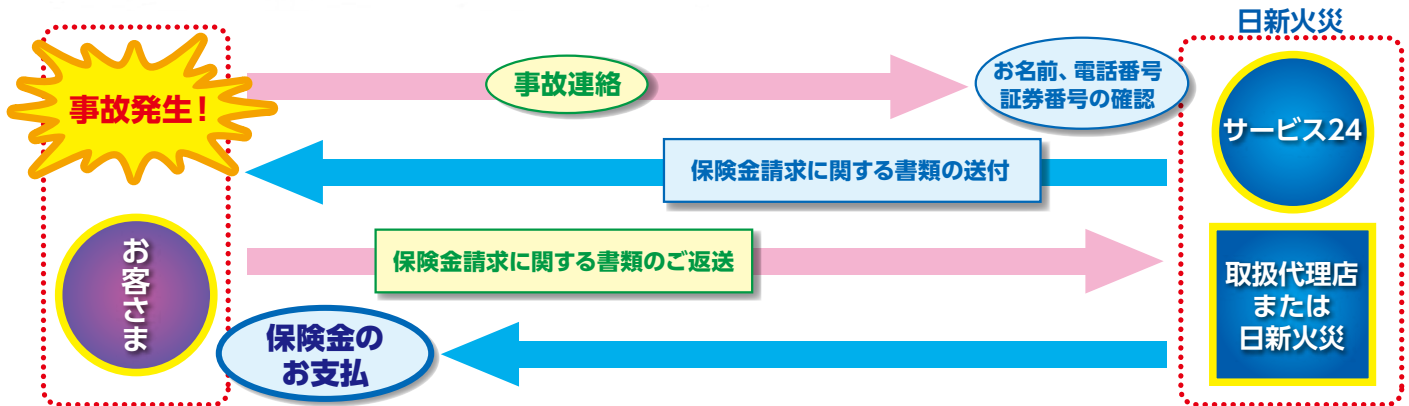 日新火災
事故発生!
事故連絡
お名前、電話番号
証券番号の確認
サービス24
保険金請求に関する書類の送付
お客さま
保険金請求に関する書類のご返送
取扱代理店
または
日新火災
保険金の
お支払